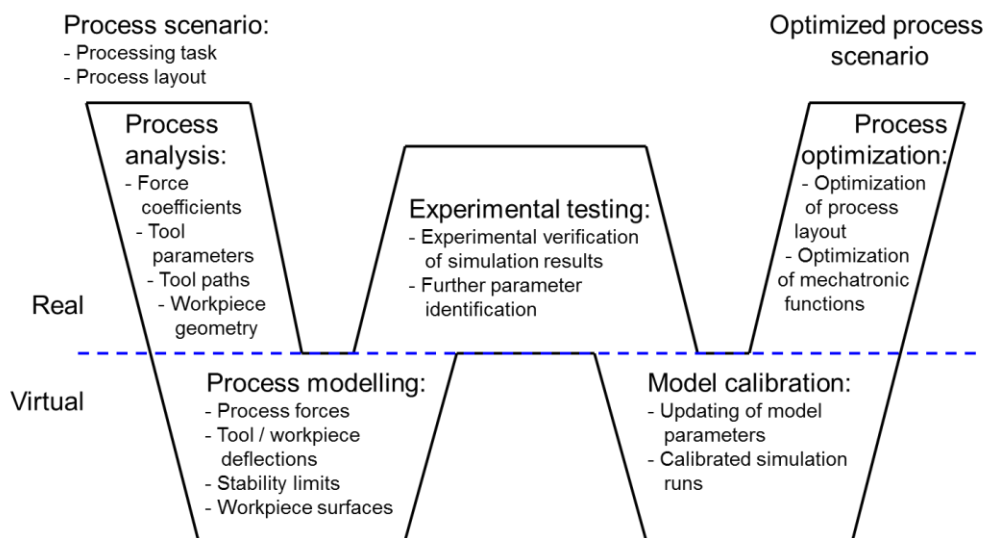 Process scenario:
- Processing task
- Process layout
Optimized process
scenario
Process
analysis:
- Force
coefficients
- Tool
parameters
- Tool paths
- Workpiece
geometry
Experimental testing:
- Experimental verification
of simulation results
- Further parameter
identification
Process
optimization:
- Optimization
of process
layout
- Optimization
of mechatronic
functions
Real
Virtual
Process modelling:
- Process forces
- Tool / workpiece
deflections
- Stability limits
- Workpiece surfaces
Model calibration:
- Updating of model
parameters
- Calibrated simulation
runs